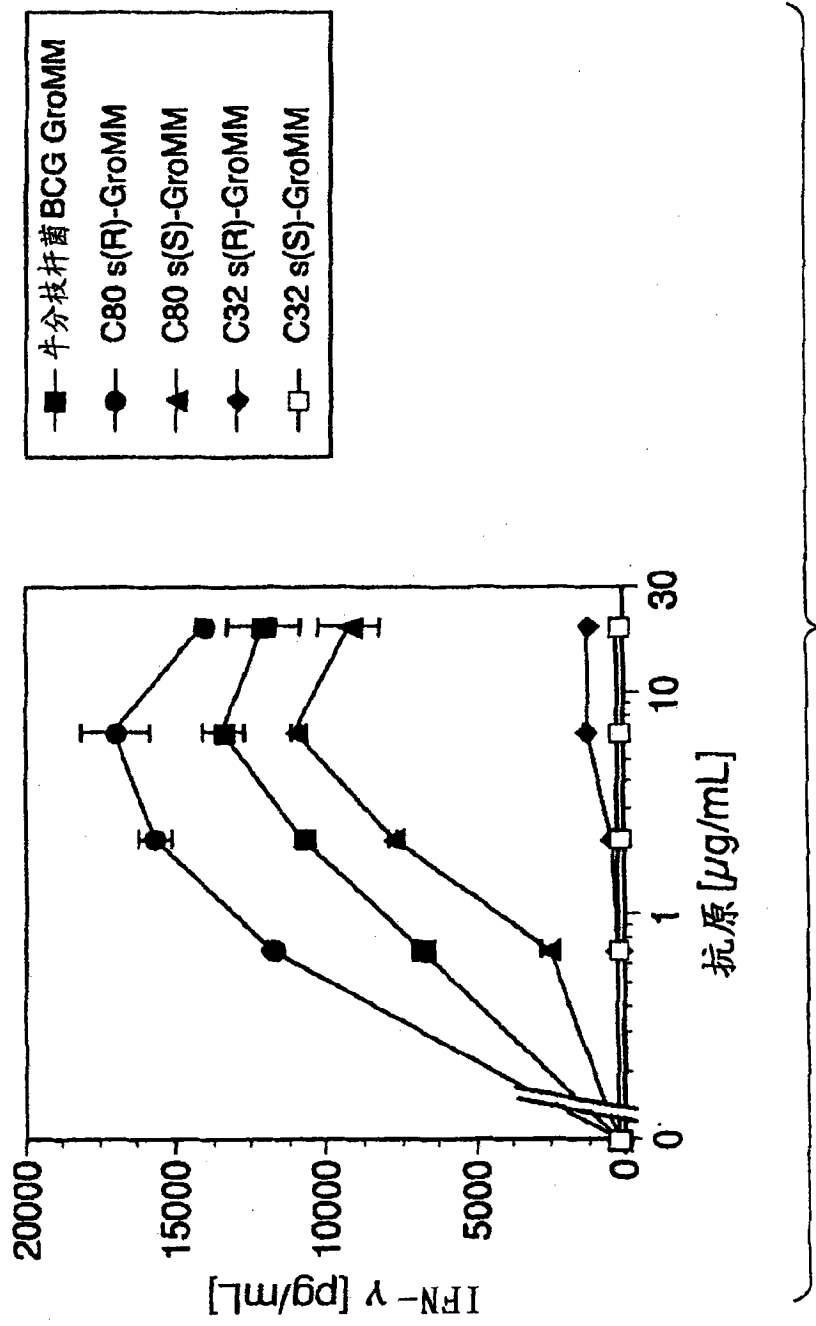 牛分枝杆菌BCG GroMM
C80 s(R)-GroMM
C80 s(S)-GroMM
C32 s(R)-GroMM
C32 s(S)-GroMM
IFN-γ [pg/mL]
20000
15000
10000
5000
0
0
1
10
30
抗原[μg/mL]